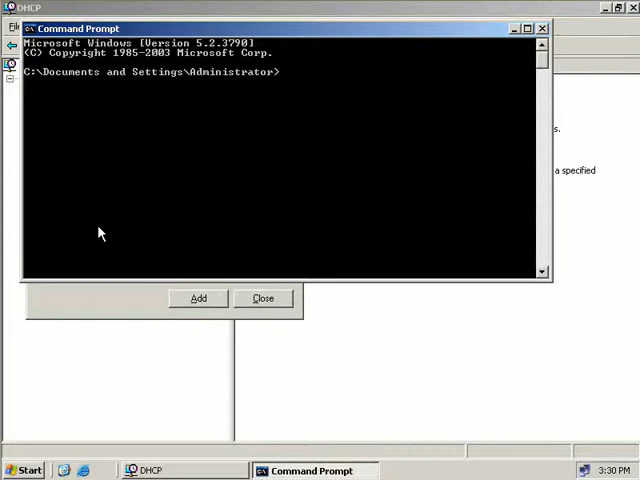 DHCP
Command Prompt
Microsoft Windows [Version 5.2.3790]
(C) Copyright 1985-2003 Microsoft Corp.
C:\Documents and Settings\Administrator>
s.
a specified
Add
Close
Start
DHCP
Command Prompt
3:30 PM